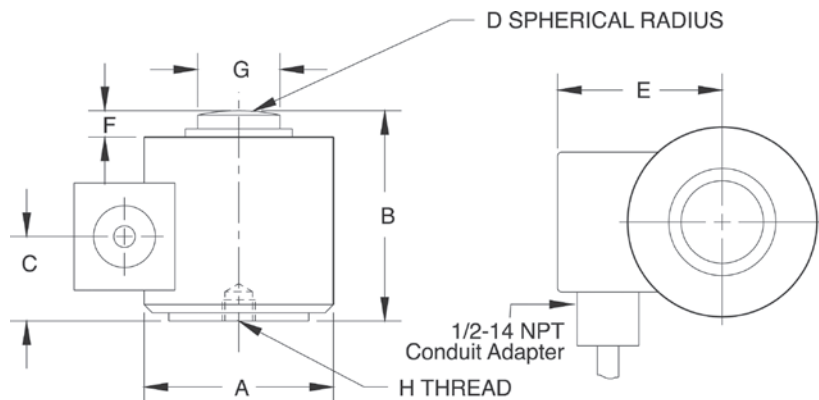 D SPHERICAL RADIUS
G
E
F
B
C
1/2-14 NPT
Conduit Adapter
A
H THREAD